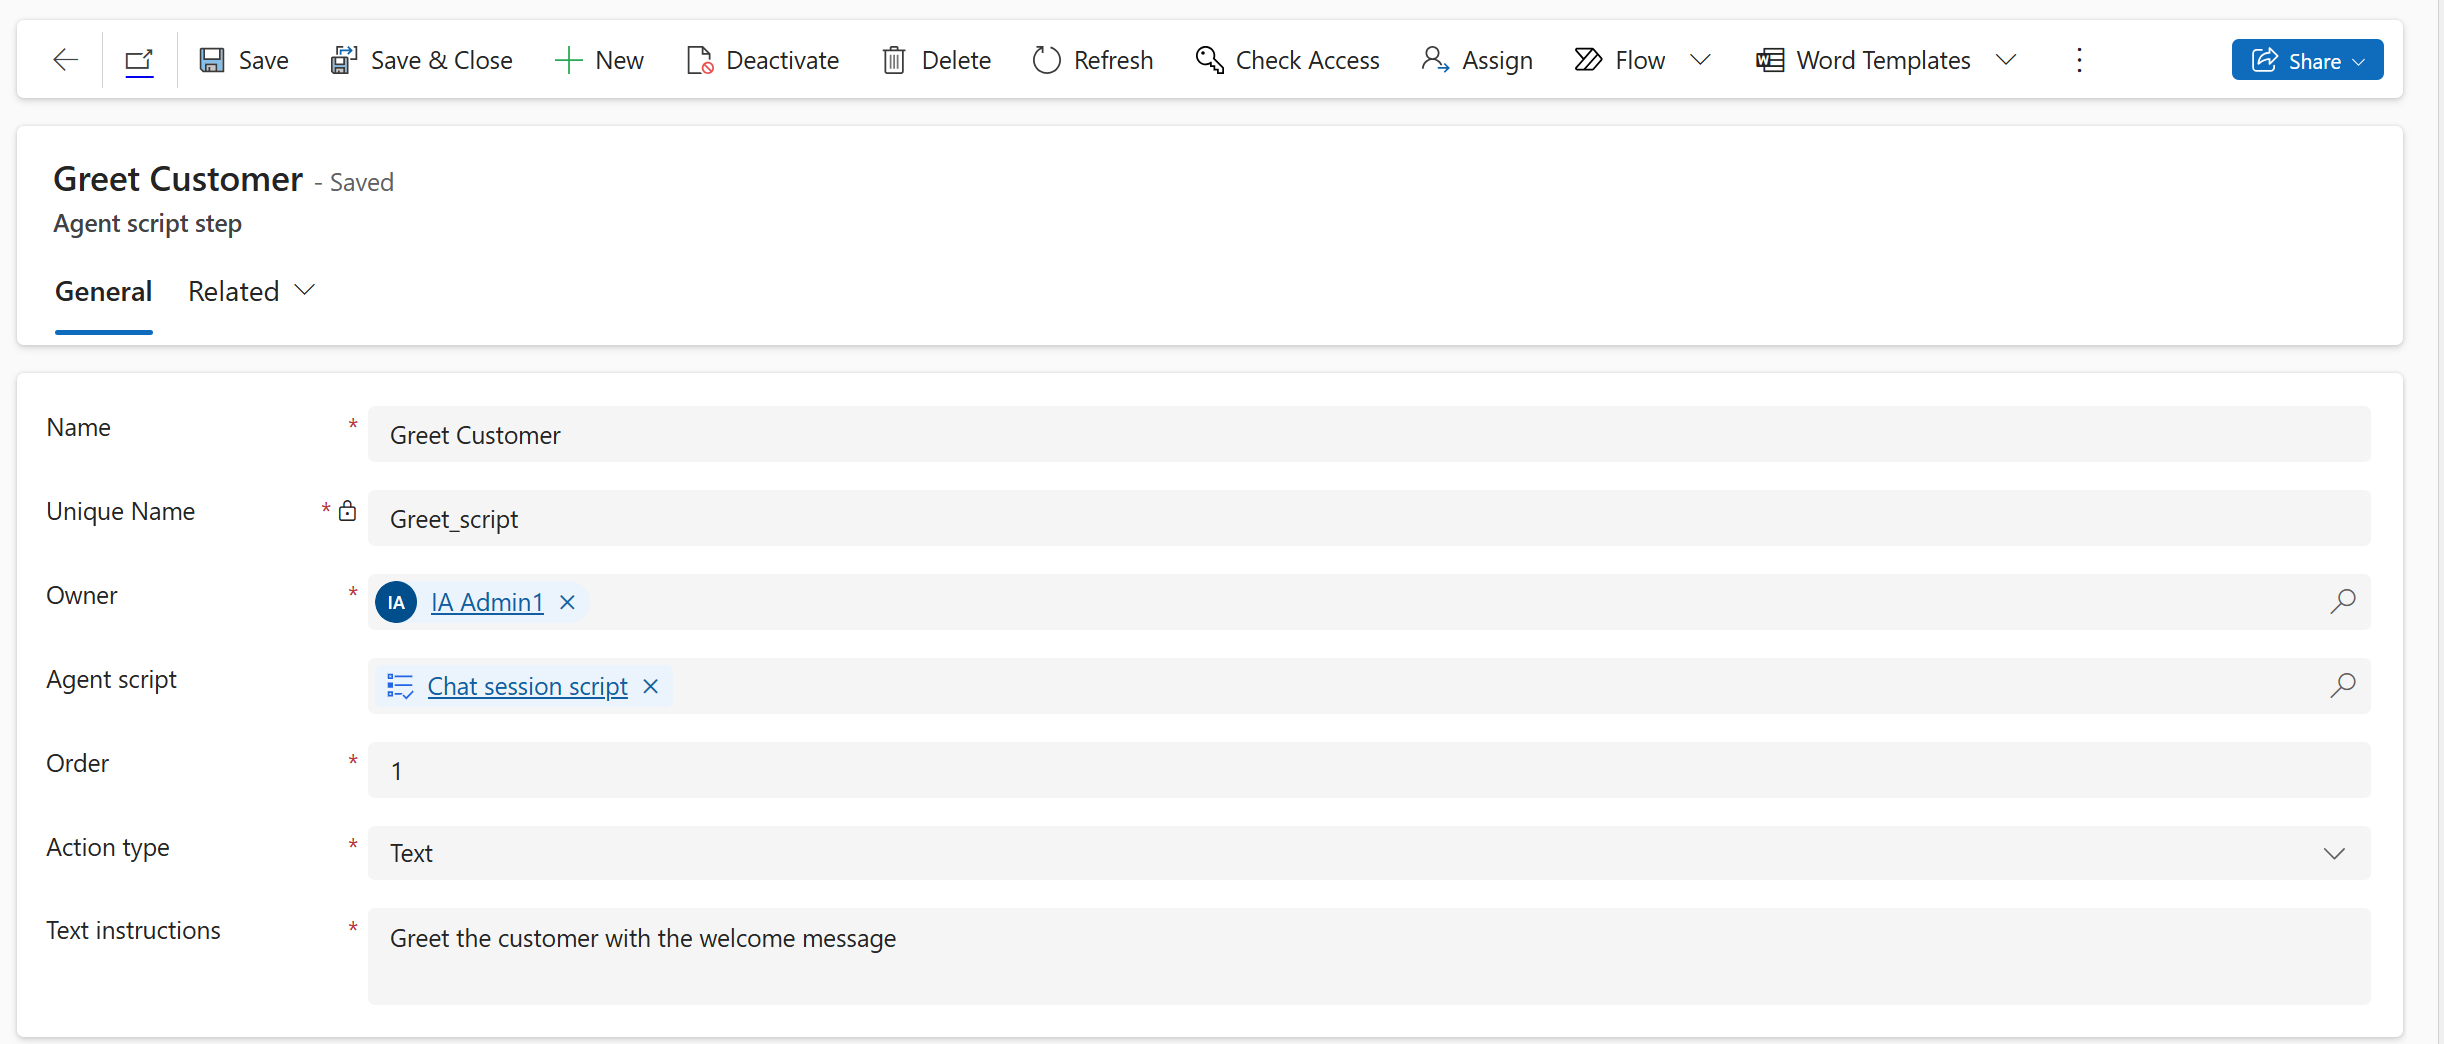 Save Save & Close New Deactivate Delete Refresh Check Access Assign Flow Word Templates Share
Greet Customer - Saved
Agent script step
General Related
Name * Greet Customer
Unique Name * Greet_script
Owner * IA IA Admin1
Agent script Chat session script
Order * 1
Action type * Text
Text instructions * Greet the customer with the welcome message